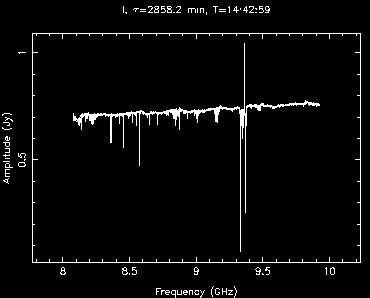 I, τ=2858.2 min, T=14:42:59
1
0.5
Amplitude (Jy)
8 8.5 9 9.5 10
Frequency (GHz)